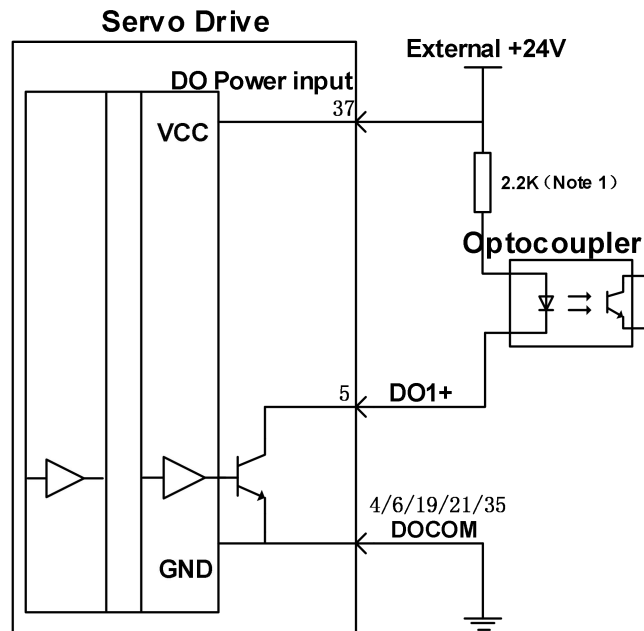 Servo Drive
External +24V
DO Power input
37
VCC
2.2K（Note 1）
Optocoupler
5
DO1+
4/6/19/21/35
DOCOM
GND